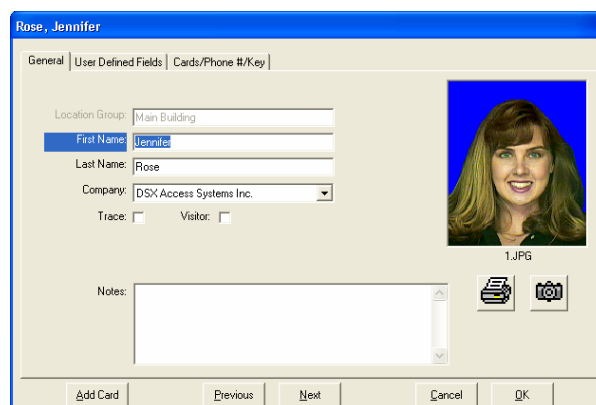 Rose, Jennifer
General User Defined Fields Cards/Phone #/Key
Location Group: Main Building
First Name: Jennifer
Last Name: Rose
Company: DSX Access Systems Inc.
Trace: Visitor:
1.JPG
Notes:
Add Card Previous Next Cancel OK